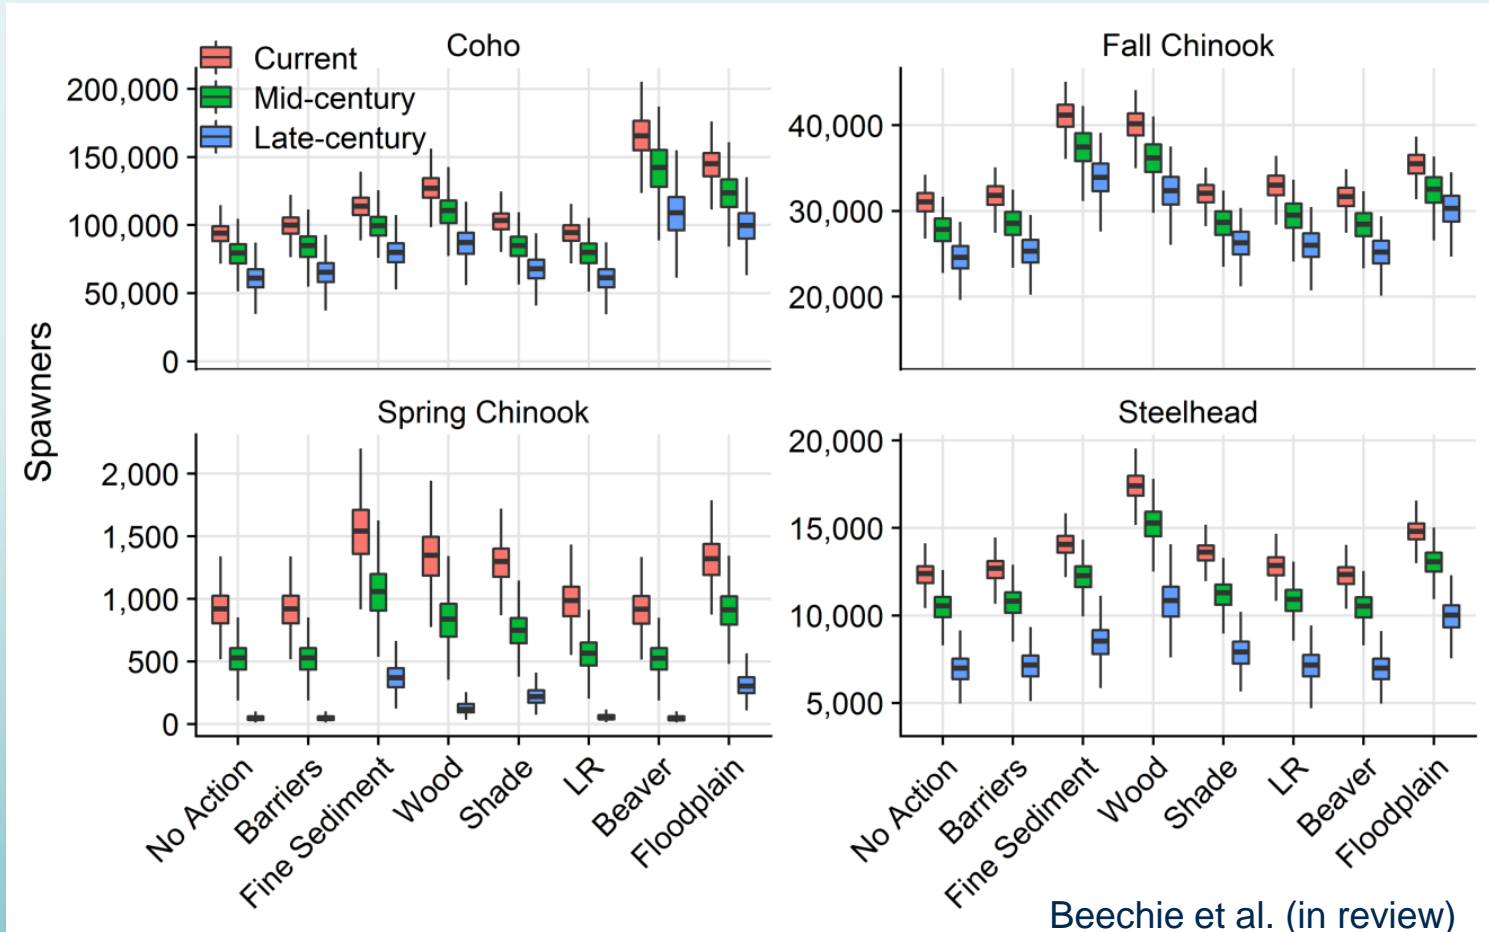 Coho
Current
Mid-century
Late-century
200,000
150,000
100,000
50,000
0
Fall Chinook
40,000
30,000
20,000
Spawners
Spring Chinook
2,000
1,500
1,000
500
0
No Action
Barriers
Fine Sediment
Wood
Shade
LR
Beaver
Floodplain
Steelhead
20,000
15,000
10,000
5,000
No Action
Barriers
Fine Sediment
Wood
Shade
LR
Beaver
Floodplain
Beechie et al. (in review)